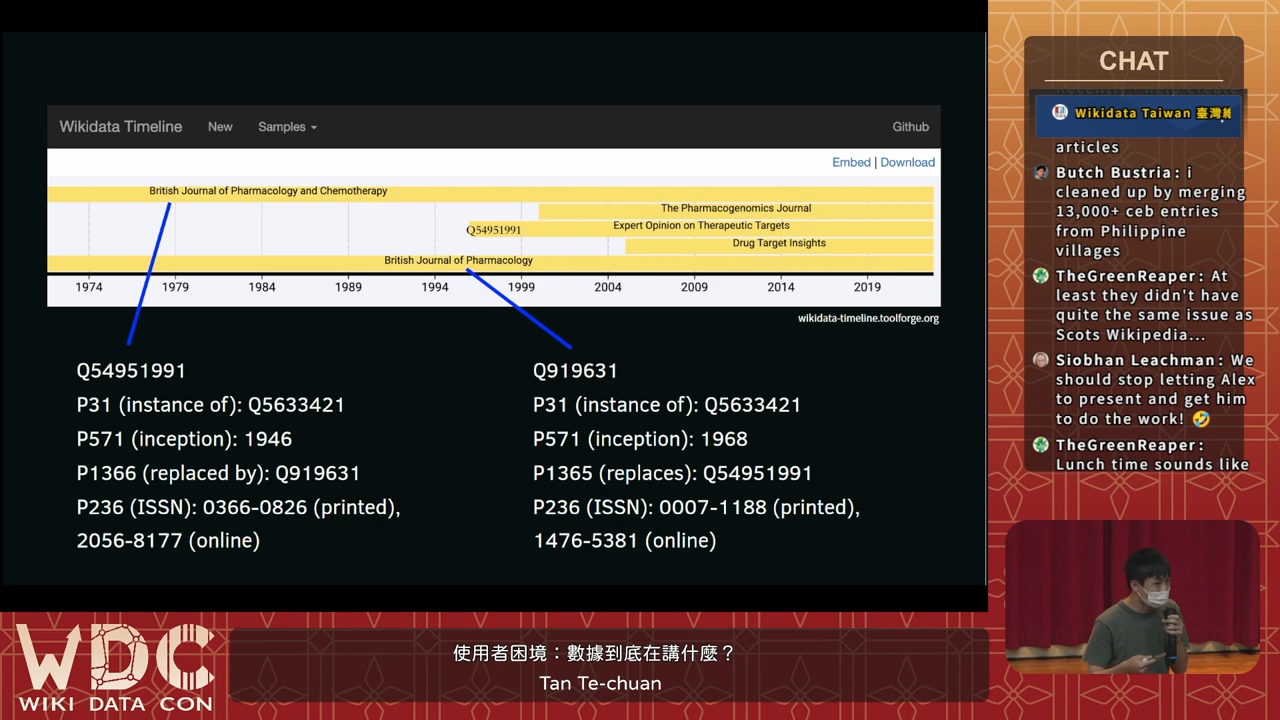 Wikidata Timeline New Samples Github
Embed | Download
British Journal of Pharmacology and Chemotherapy
The Pharmacogenomics Journal
Q54951991 Expert Opinion on Therapeutic Targets
Drug Target Insights
British Journal of Pharmacology
1974 1979 1984 1989 1994 1999 2004 2009 2014 2019
wikidata-timeline.toolforge.org
Q54951991
P31 (instance of): Q5633421
P571 (inception): 1946
P1366 (replaced by): Q919631
P236 (ISSN): 0366-0826 (printed),
2056-8177 (online)
Q919631
P31 (instance of): Q5633421
P571 (inception): 1968
P1365 (replaces): Q54951991
P236 (ISSN): 0007-1188 (printed),
1476-5381 (online)
CHAT
Wikidata Taiwan 臺灣維
articles
Butch Bustria: i
cleaned up by merging
13,000+ ceb entries
from Philippine
villages
TheGreenReaper: At
least they didn't have
quite the same issue as
Scots Wikipedia...
Siobhan Leachman: We
should stop letting Alex
to present and get him
to do the work! 🤣
TheGreenReaper:
Lunch time sounds like
WDC
WIKI DATA CON
使用者困境：數據到底在講什麼？
Tan Te-chuan